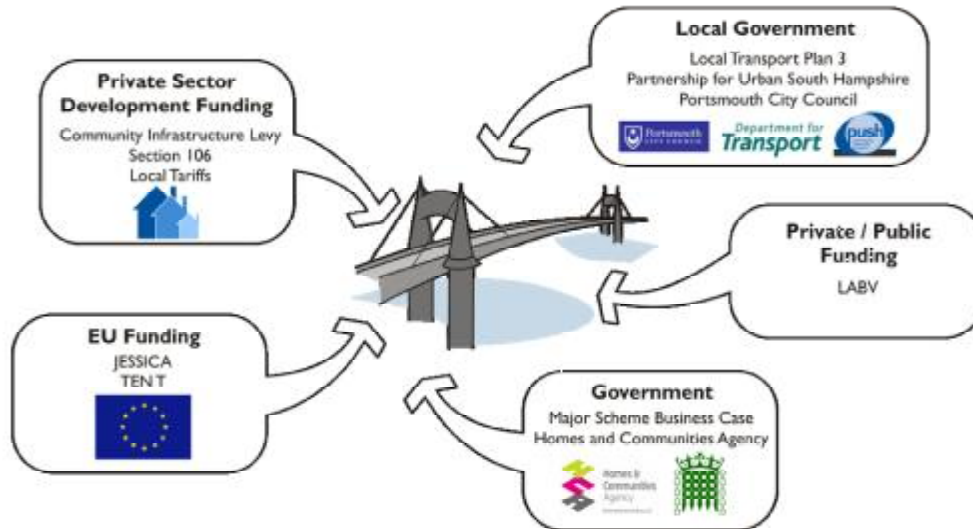 Local Government
Local Transport Plan 3
Partnership for Urban South Hampshire
Portsmouth City Council
Portsmouth
CITY COUNCIL
Department for
Transport
push
Private Sector
Development Funding
Community Infrastructure Levy
Section 106
Local Tariffs
Private / Public
Funding
LABV
EU Funding
JESSICA
TEN T
Government
Major Scheme Business Case
Homes and Communities Agency
Homes &
Communities
Agency